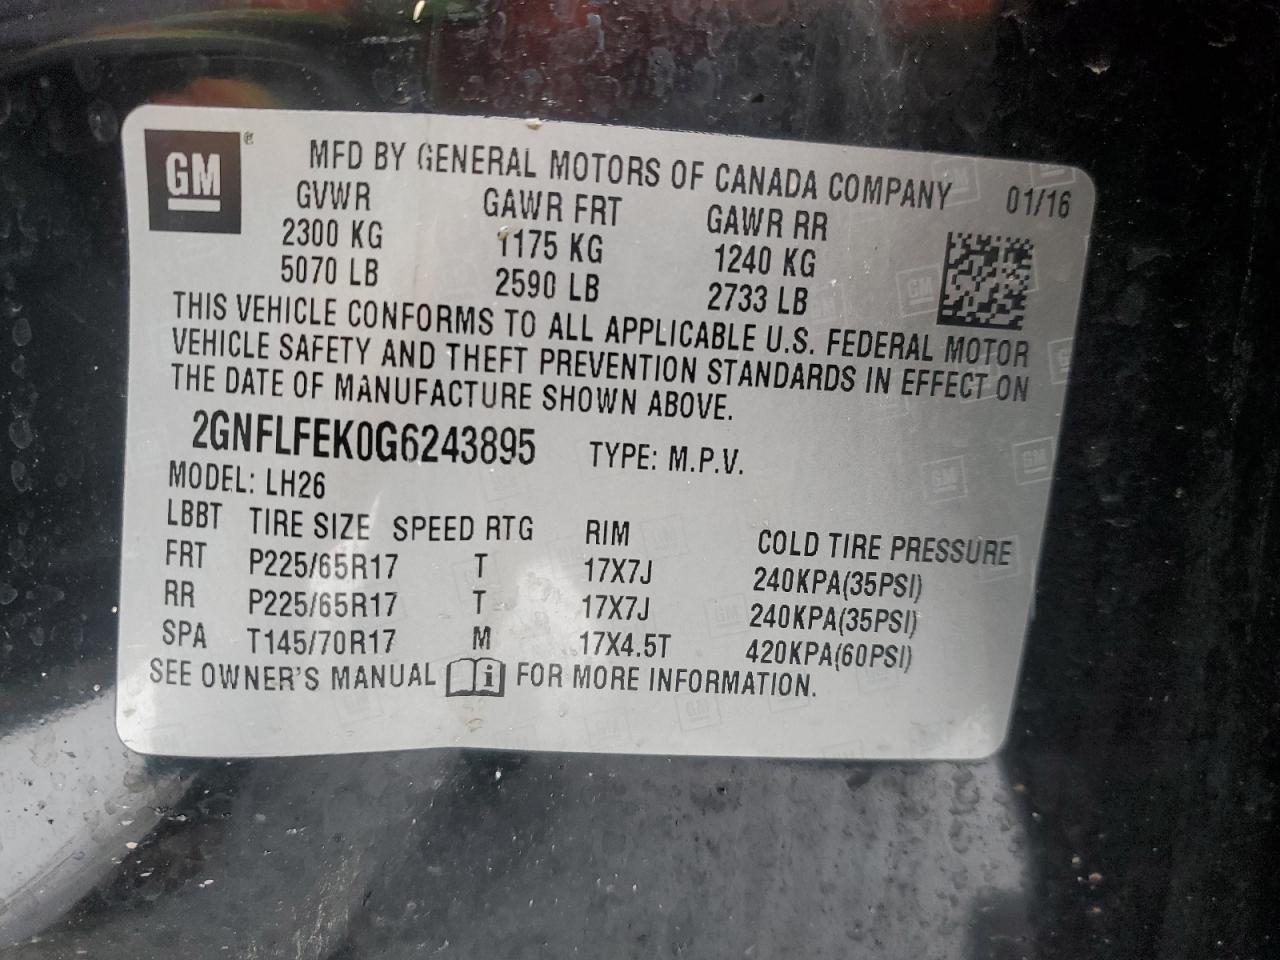 GM®
MFD BY GENERAL MOTORS OF CANADA COMPANY 01/16
GVWR GAWR FRT GAWR RR
2300 KG 1175 KG 1240 KG
5070 LB 2590 LB 2733 LB
THIS VEHICLE CONFORMS TO ALL APPLICABLE U.S. FEDERAL MOTOR
VEHICLE SAFETY AND THEFT PREVENTION STANDARDS IN EFFECT ON
THE DATE OF MANUFACTURE SHOWN ABOVE.
2GNFLFEK0G6243895 TYPE: M.P.V.
MODEL: LH26
LBBT TIRE SIZE SPEED RTG RIM COLD TIRE PRESSURE
FRT P225/65R17 T 17X7J 240KPA(35PSI)
RR P225/65R17 T 17X7J 240KPA(35PSI)
SPA T145/70R17 M 17X4.5T 420KPA(60PSI)
SEE OWNER'S MANUAL i FOR MORE INFORMATION.